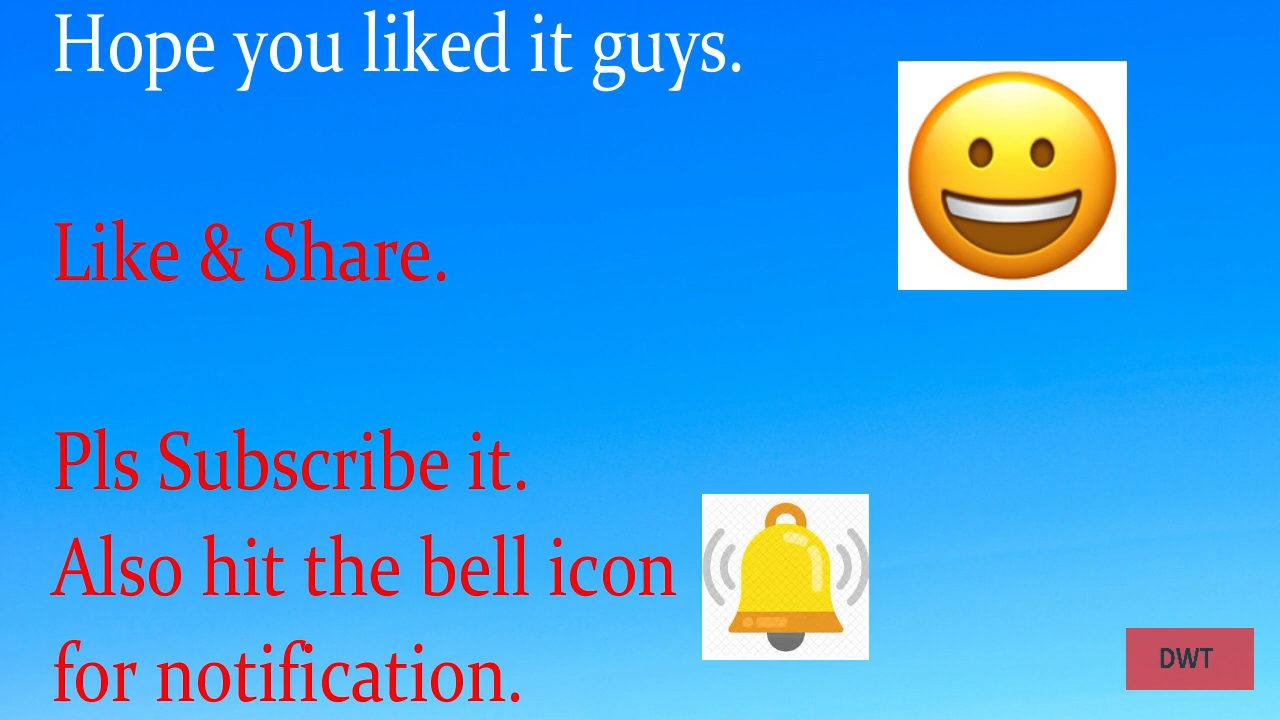 Hope you liked it guys.
Like & Share.
Pls Subscribe it.
Also hit the bell icon
for notification.
DWT